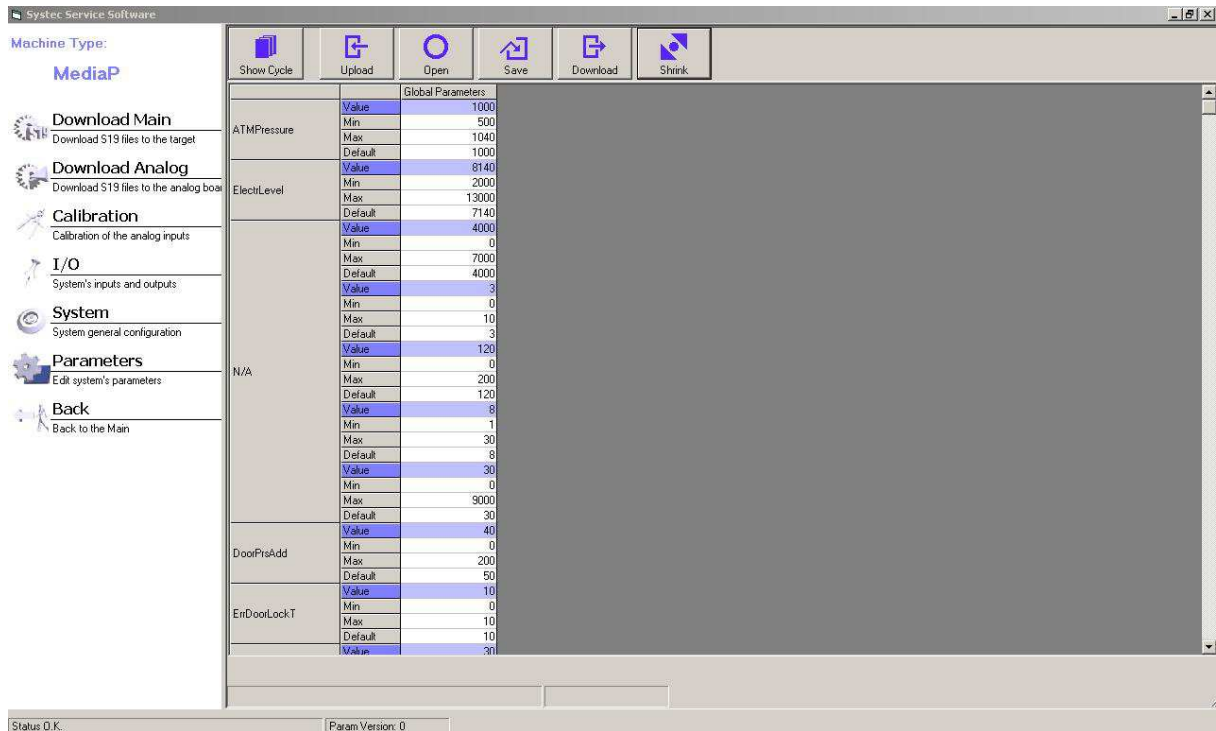 Systec Service Software
Machine Type:
MediaP
Download Main
Download S19 files to the target
Download Analog
Download S19 files to the analog boar
Calibration
Calibration of the analog inputs
I/O
System's inputs and outputs
System
System general configuration
Parameters
Edit system's parameters
Back
Back to the Main
Show Cycle Upload Open Save Download Shrink
Global Parameters
ATMPressure
Value 1000
Min 500
Max 1040
Default 1000
ElectrLevel
Value 8140
Min 2000
Max 13000
Default 7140
N/A
Value 4000
Min 0
Max 7000
Default 4000
Value 3
Min 0
Max 10
Default 3
Value 120
Min 0
Max 200
Default 120
Value 8
Min 1
Max 30
Default 8
Value 30
Min 0
Max 9000
Default 30
DoorPrsAdd
Value 40
Min 0
Max 200
Default 50
ErrDoorLockT
Value 10
Min 0
Max 10
Default 10
Value 30
Status O.K. Param Version: 0